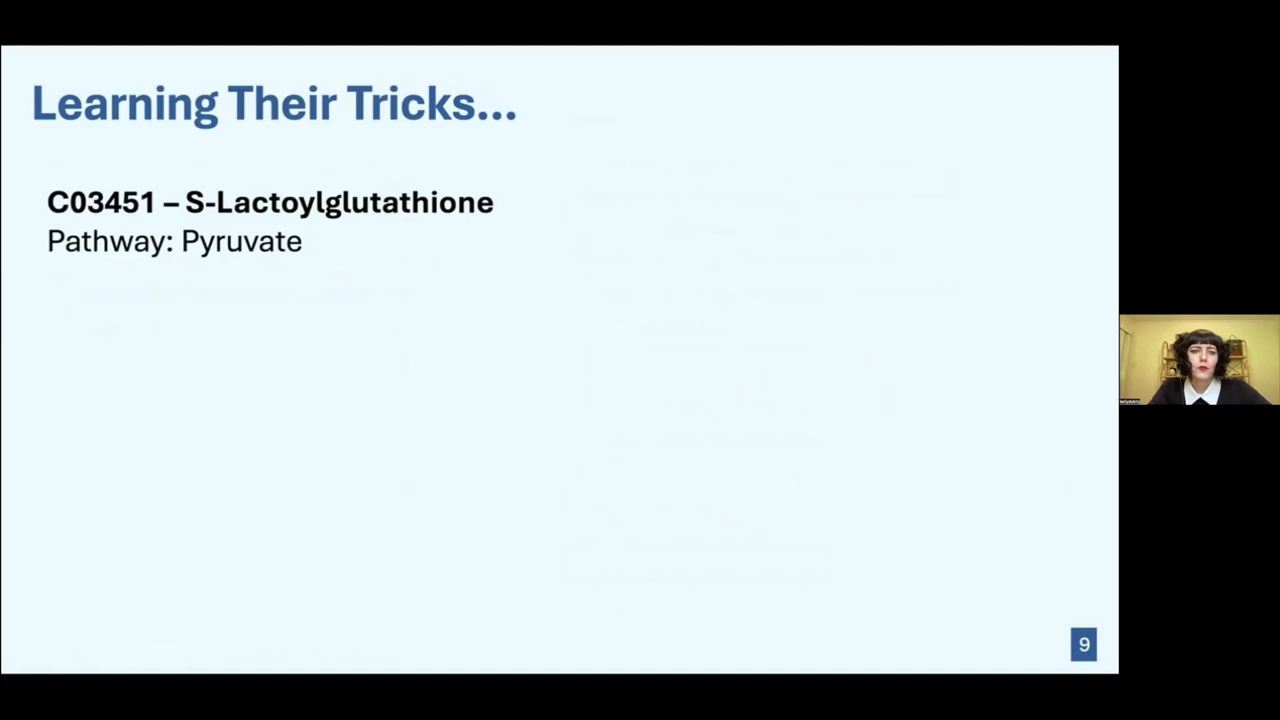 Learning Their Tricks...
C03451 – S-Lactoylglutathione
Pathway: Pyruvate
9